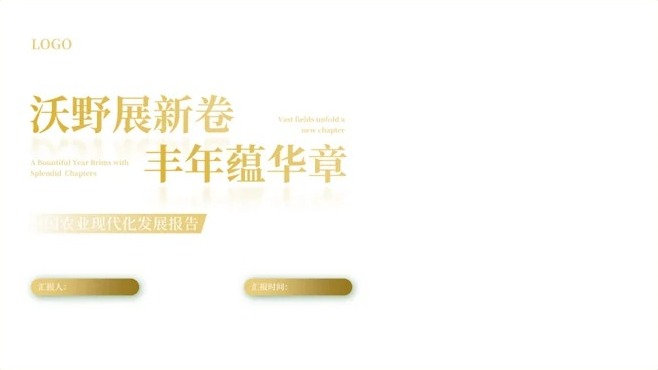 LOGO
沃野展新卷
Vast fields unfold a
new chapter
A Bountiful Year Brims with
Splendid Chapters
丰年蕴华章
中国农业现代化发展报告
汇报人:
汇报时间: